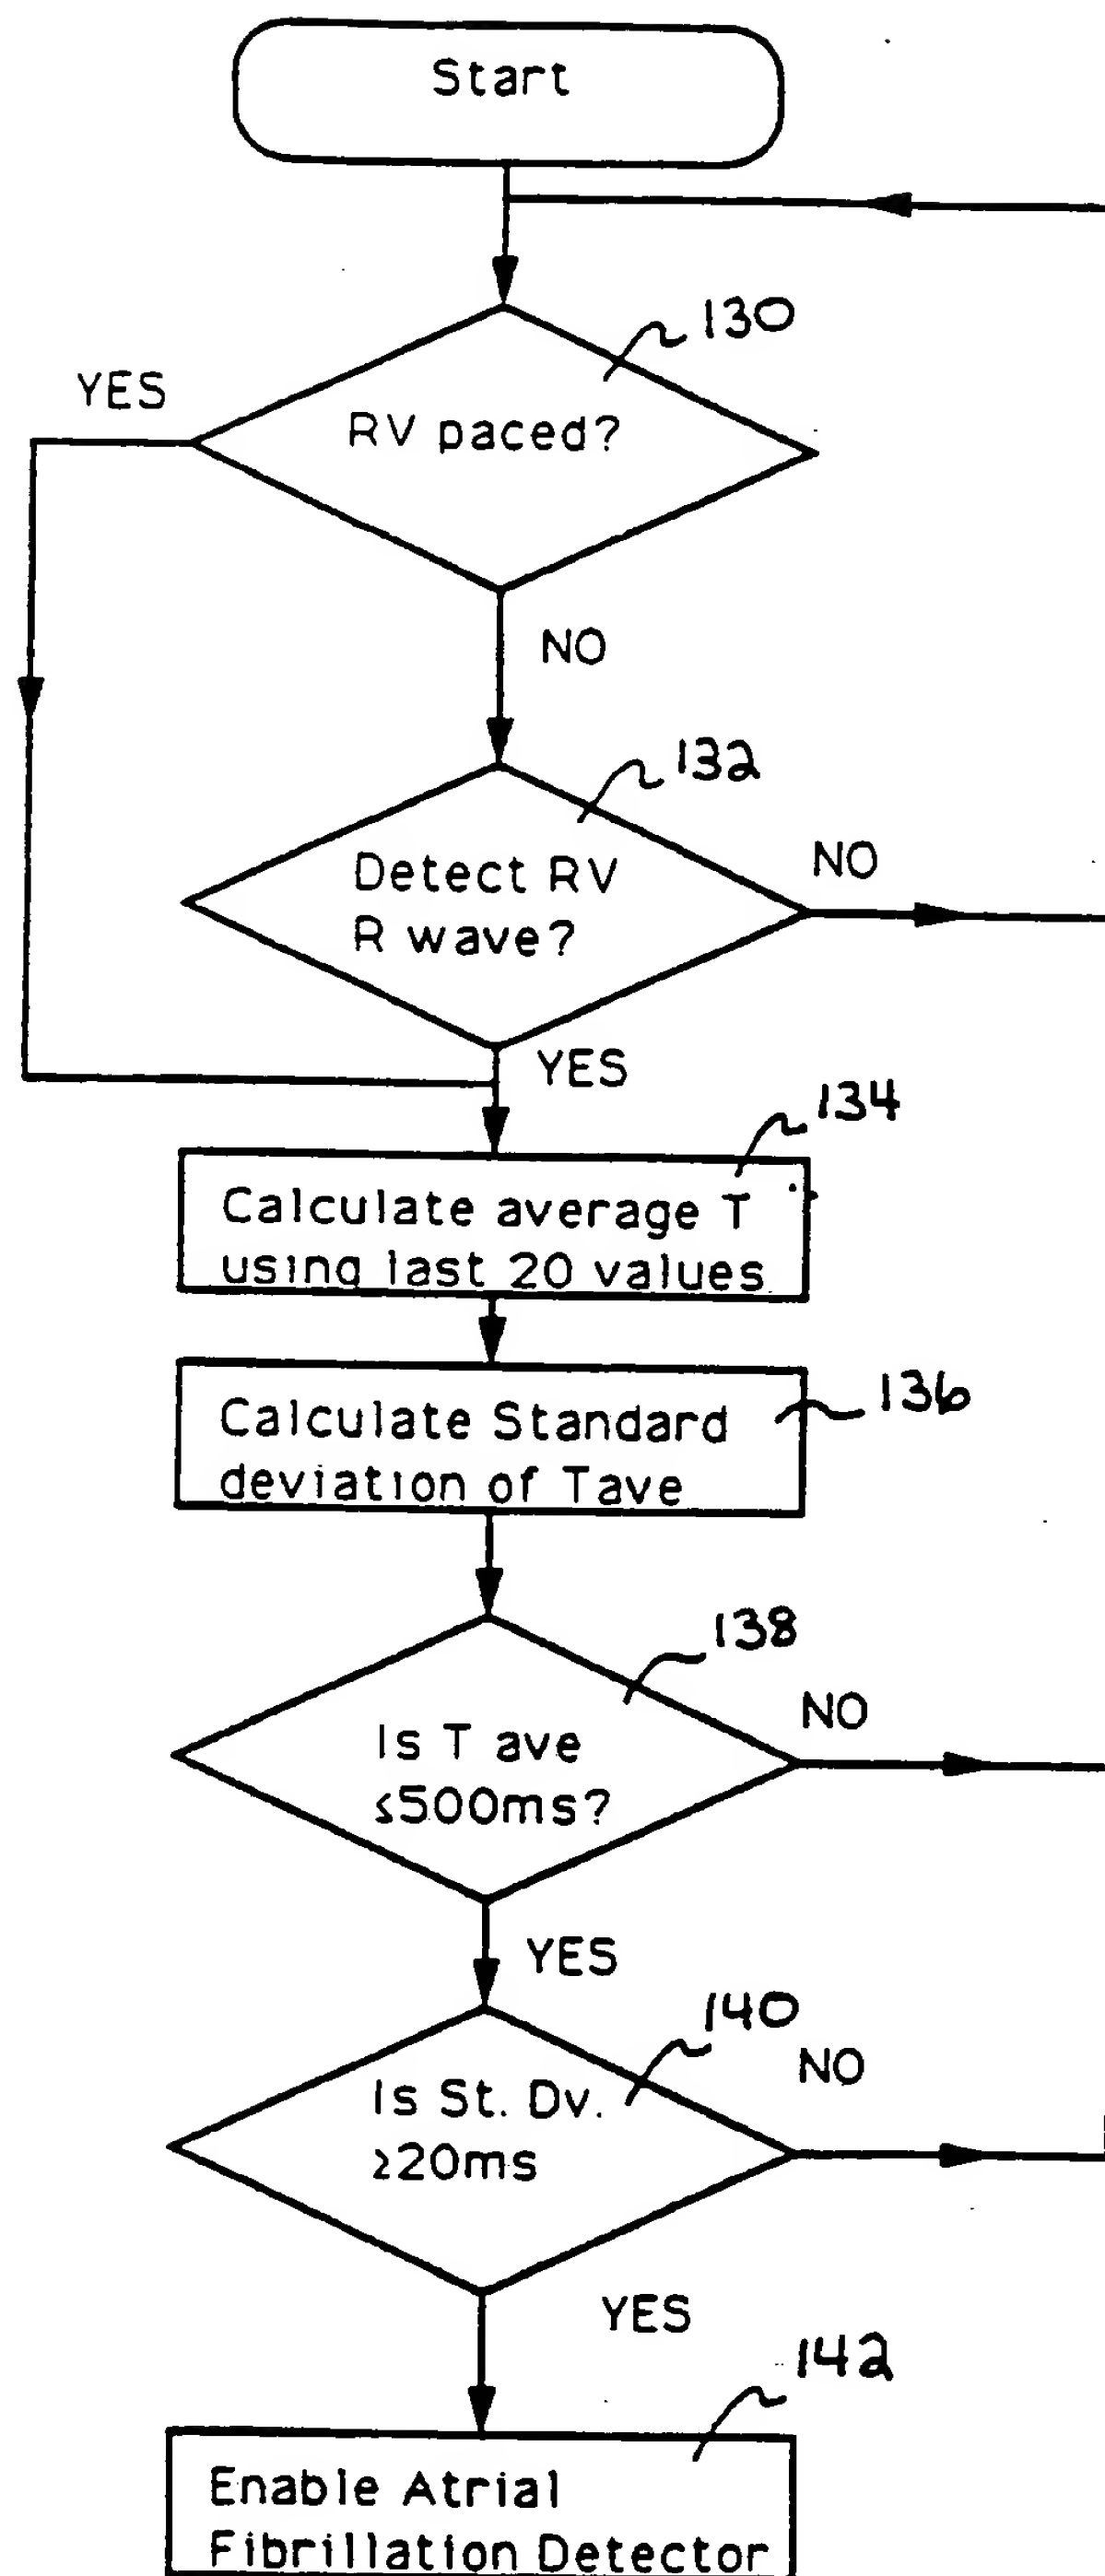 Start
130
YES
RV paced?
NO
132
Detect RV
R wave?
NO
YES
134
Calculate average T
using last 20 values
136
Calculate Standard
deviation of Tave
138
Is T ave
≤500ms?
NO
YES
140
Is St. Dv.
≥20ms
NO
YES
142
Enable Atrial
Fibrillation Detector